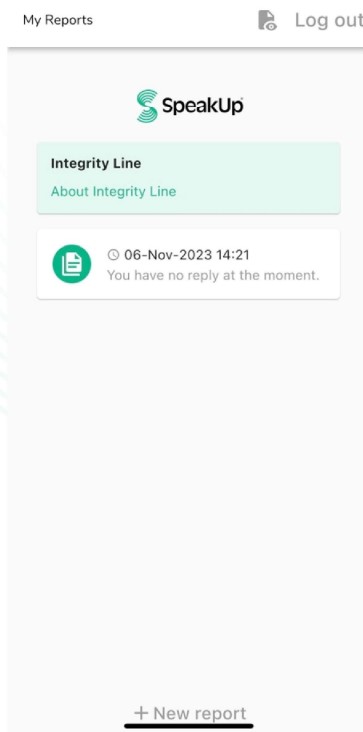 My Reports
Log out
SpeakUp
Integrity Line
About Integrity Line
06-Nov-2023 14:21
You have no reply at the moment.
+ New report